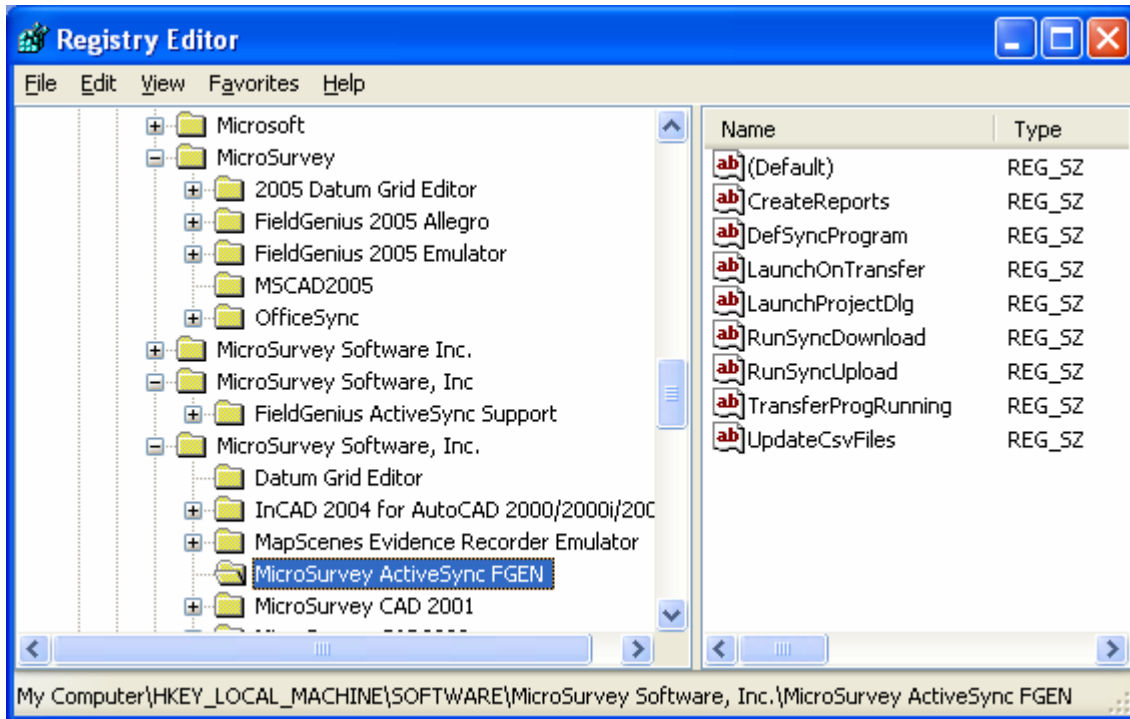 Registry Editor
File Edit View Favorites Help
Microsoft
MicroSurvey
2005 Datum Grid Editor
FieldGenius 2005 Allegro
FieldGenius 2005 Emulator
MSCAD2005
OfficeSync
MicroSurvey Software Inc.
MicroSurvey Software, Inc
FieldGenius ActiveSync Support
MicroSurvey Software, Inc.
Datum Grid Editor
InCAD 2004 for AutoCAD 2000/2000i/200
MapScenes Evidence Recorder Emulator
MicroSurvey ActiveSync FGEN
MicroSurvey CAD 2001
Name Type
(Default) REG_SZ
CreateReports REG_SZ
DefSyncProgram REG_SZ
LaunchOnTransfer REG_SZ
LaunchProjectDlg REG_SZ
RunSyncDownload REG_SZ
RunSyncUpload REG_SZ
TransferProgRunning REG_SZ
UpdateCsvFiles REG_SZ
My Computer\HKEY_LOCAL_MACHINE\SOFTWARE\MicroSurvey Software, Inc.\MicroSurvey ActiveSync FGEN